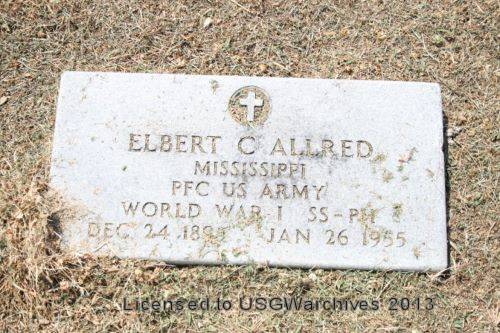 ELBERT C ALLRED
MISSISSIPPI
PFC US ARMY
WORLD WAR I SS-PH
DEC 24 JAN 26 1955
Licensed to USGWarchives 2013